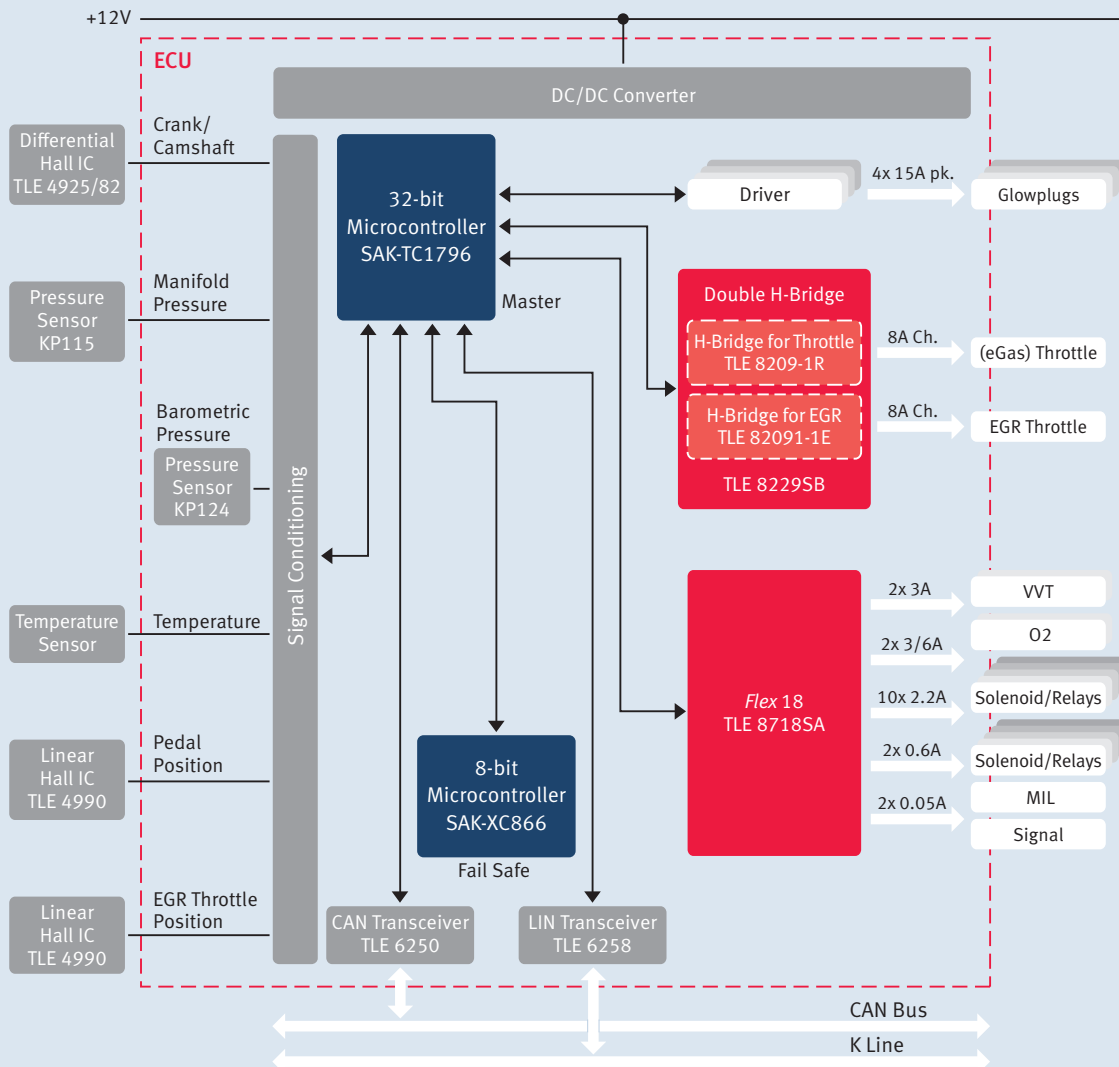 +12V
ECU
DC/DC Converter
Differential
Hall IC
TLE 4925/82
Crank/
Camshaft
32-bit
Microcontroller
SAK-TC1796
Master
Driver
4x 15A pk.
Glowplugs
Pressure
Sensor
KP115
Manifold
Pressure
Double H-Bridge
H-Bridge for Throttle
TLE 8209-1R
H-Bridge for EGR
TLE 82091-1E
TLE 8229SB
8A Ch.
(eGas) Throttle
8A Ch.
EGR Throttle
Barometric
Pressure
Pressure
Sensor
KP124
Signal Conditioning
Temperature
Sensor
Temperature
Flex 18
TLE 8718SA
2x 3A
VVT
2x 3/6A
O2
10x 2.2A
Solenoid/Relays
2x 0.6A
Solenoid/Relays
2x 0.05A
MIL
Signal
Linear
Hall IC
TLE 4990
Pedal
Position
8-bit
Microcontroller
SAK-XC866
Fail Safe
Linear
Hall IC
TLE 4990
EGR Throttle
Position
CAN Transceiver
TLE 6250
LIN Transceiver
TLE 6258
CAN Bus
K Line